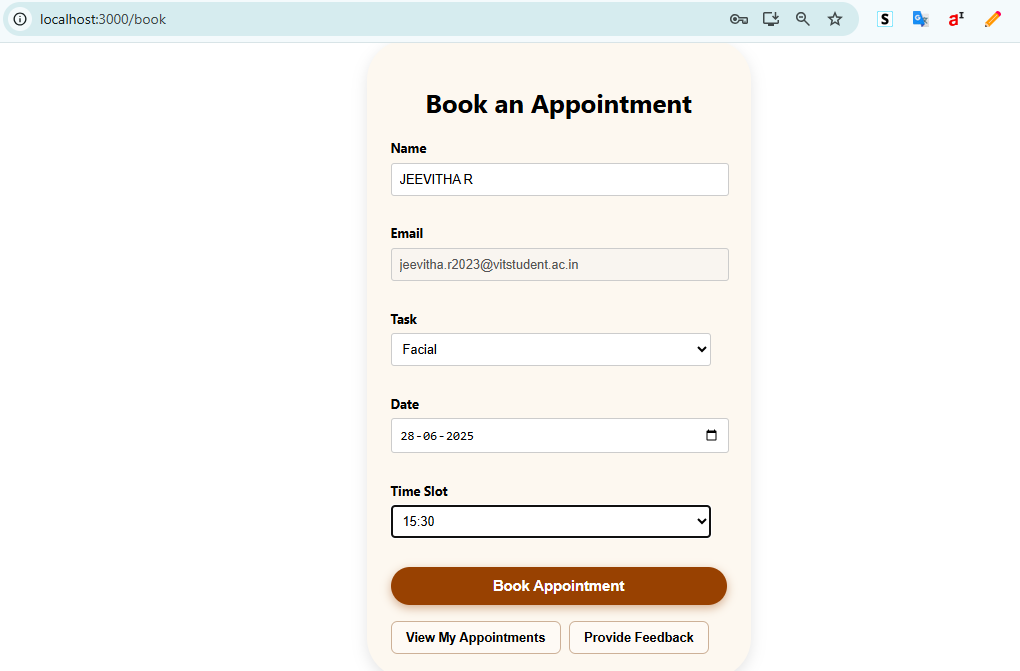 localhost:3000/book
Book an Appointment
Name
JEEVITHA R
Email
jeevitha.r2023@vitstudent.ac.in
Task
Facial
Date
28-06-2025
Time Slot
15:30
Book Appointment
View My Appointments Provide Feedback